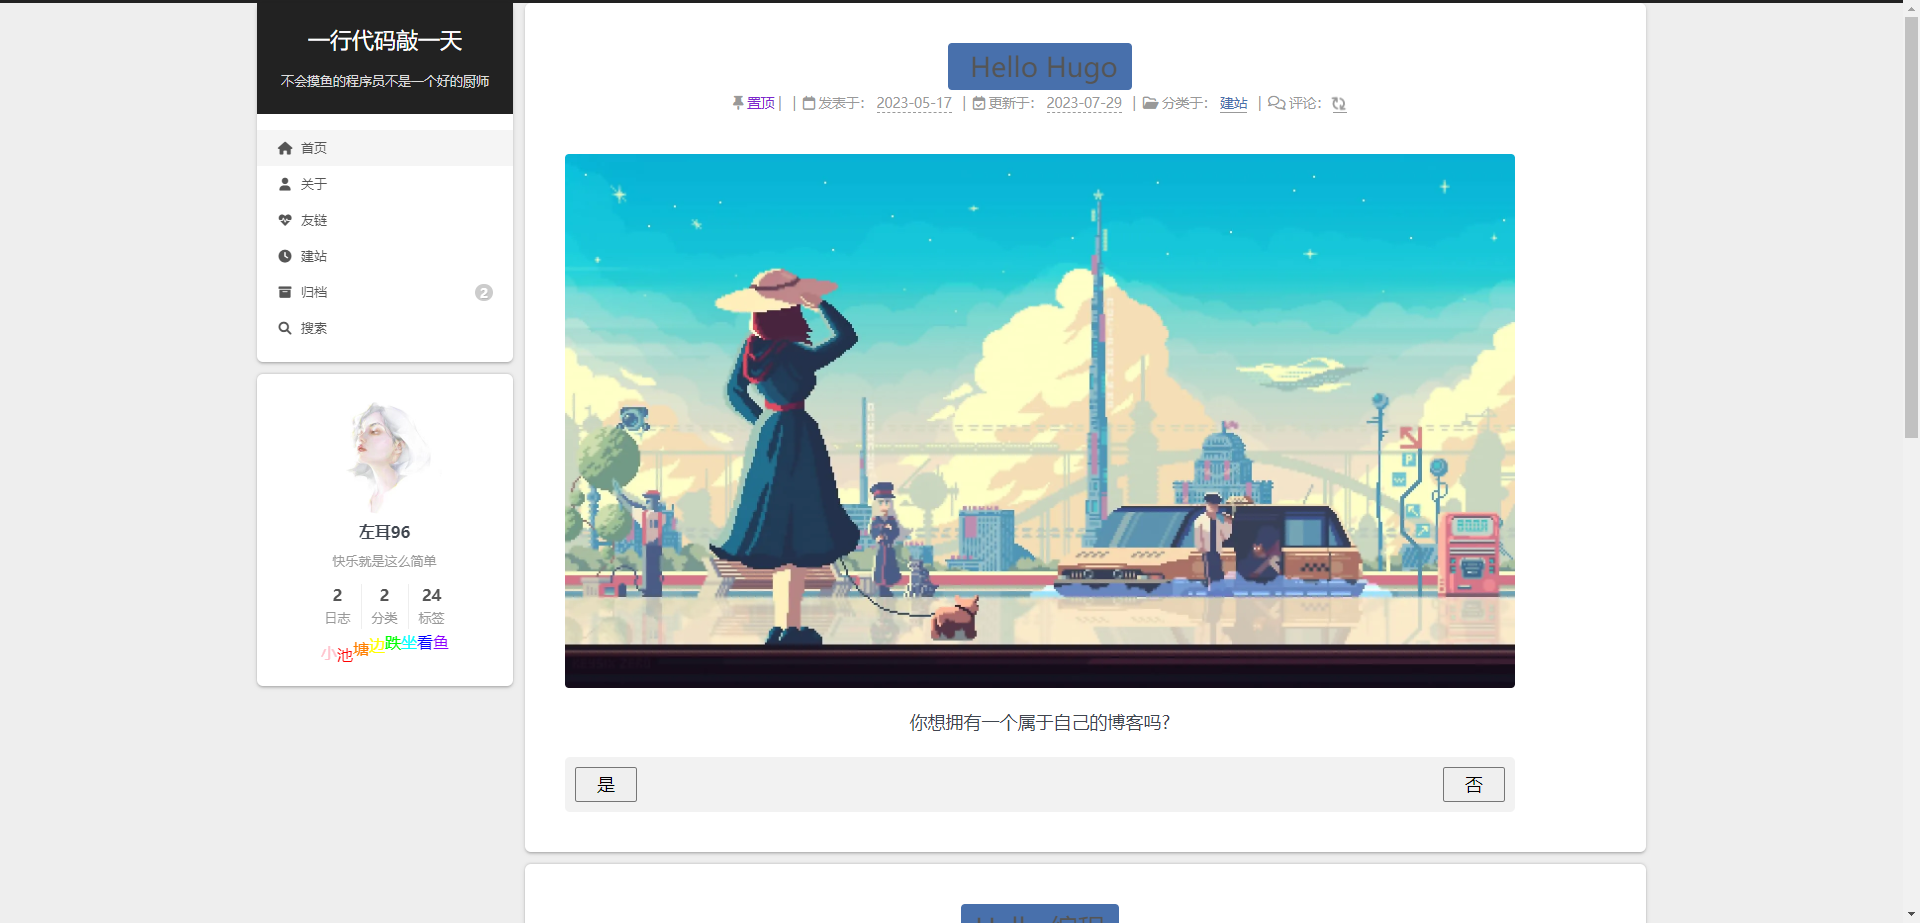 一行代码敲一天
不会摸鱼的程序员不是一个好的厨师
首页
关于
友链
建站
归档 2
搜索
左耳96
快乐就是这么简单
2 2 24
日志 分类 标签
小池塘边跌坐看鱼
Hello Hugo
置顶 | | 发表于： 2023-05-17 | 更新于： 2023-07-29 | 分类于： 建站 | 评论：
P
你想拥有一个属于自己的博客吗?
是 否
Hello 编程